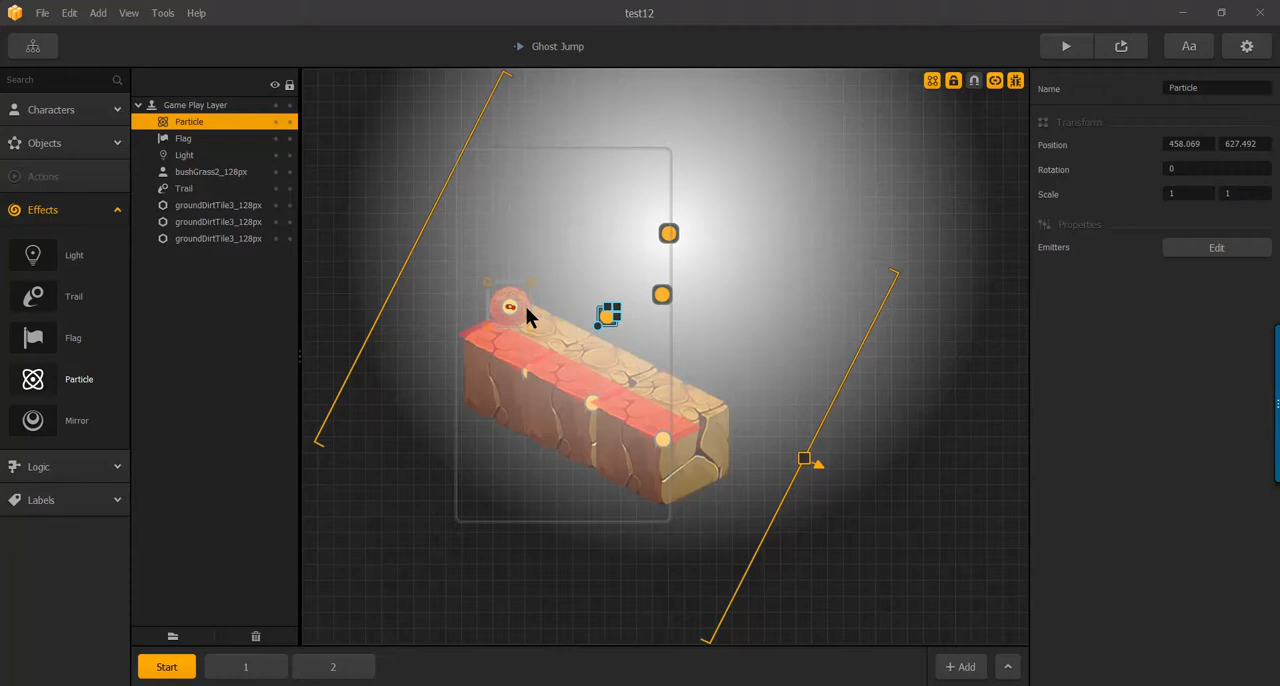 File Edit Add View Tools Help
test12
Ghost Jump
Aa
Search
Characters
Objects
Actions
Effects
Light
Trail
Flag
Particle
Mirror
Logic
Labels
Game Play Layer
Particle
Flag
Light
bushGrass2_128px
Trail
groundDirtTile3_128px
groundDirtTile3_128px
groundDirtTile3_128px
Name Particle
Transform
Position 458.069 627.492
Rotation 0
Scale 1 1
Properties
Emitters Edit
Start 1 2
+ Add